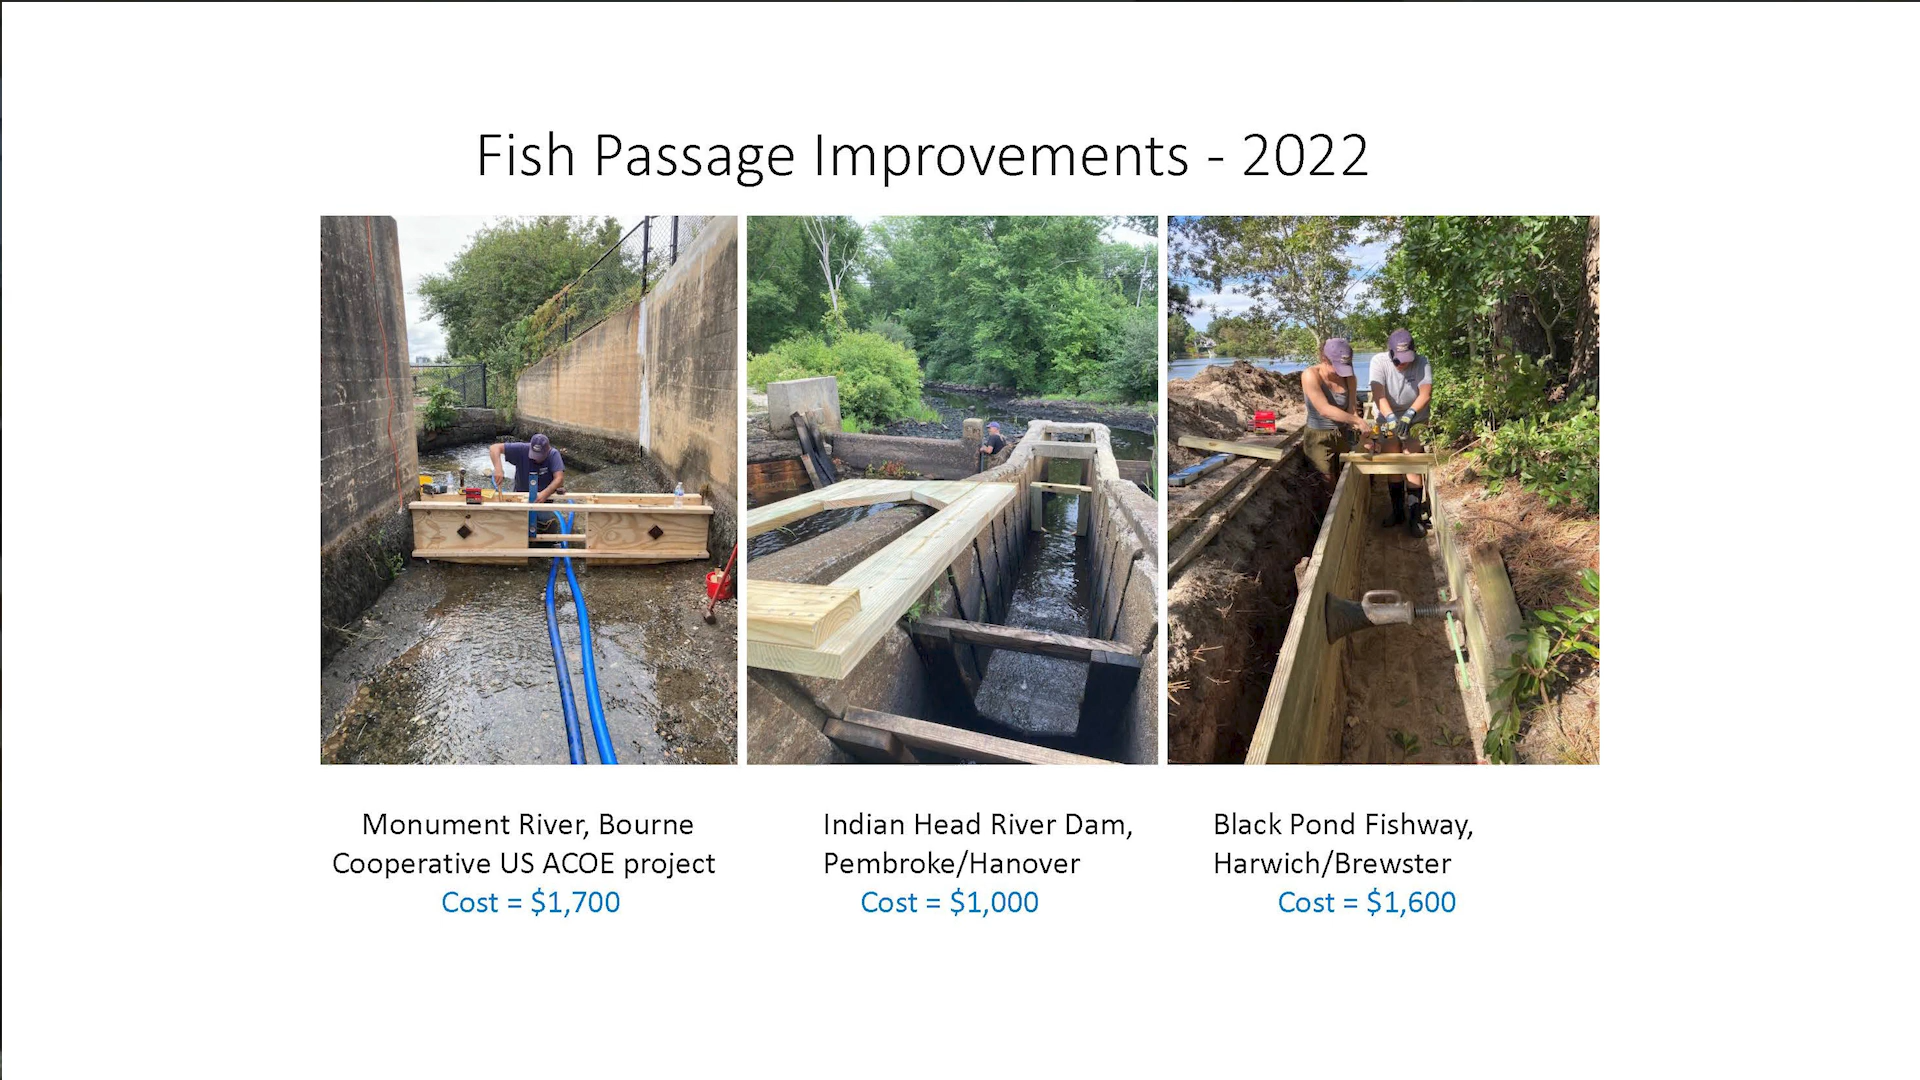 Fish Passage Improvements - 2022
Monument River, Bourne
Cooperative US ACOE project
Cost = $1,700
Indian Head River Dam,
Pembroke/Hanover
Cost = $1,000
Black Pond Fishway,
Harwich/Brewster
Cost = $1,600